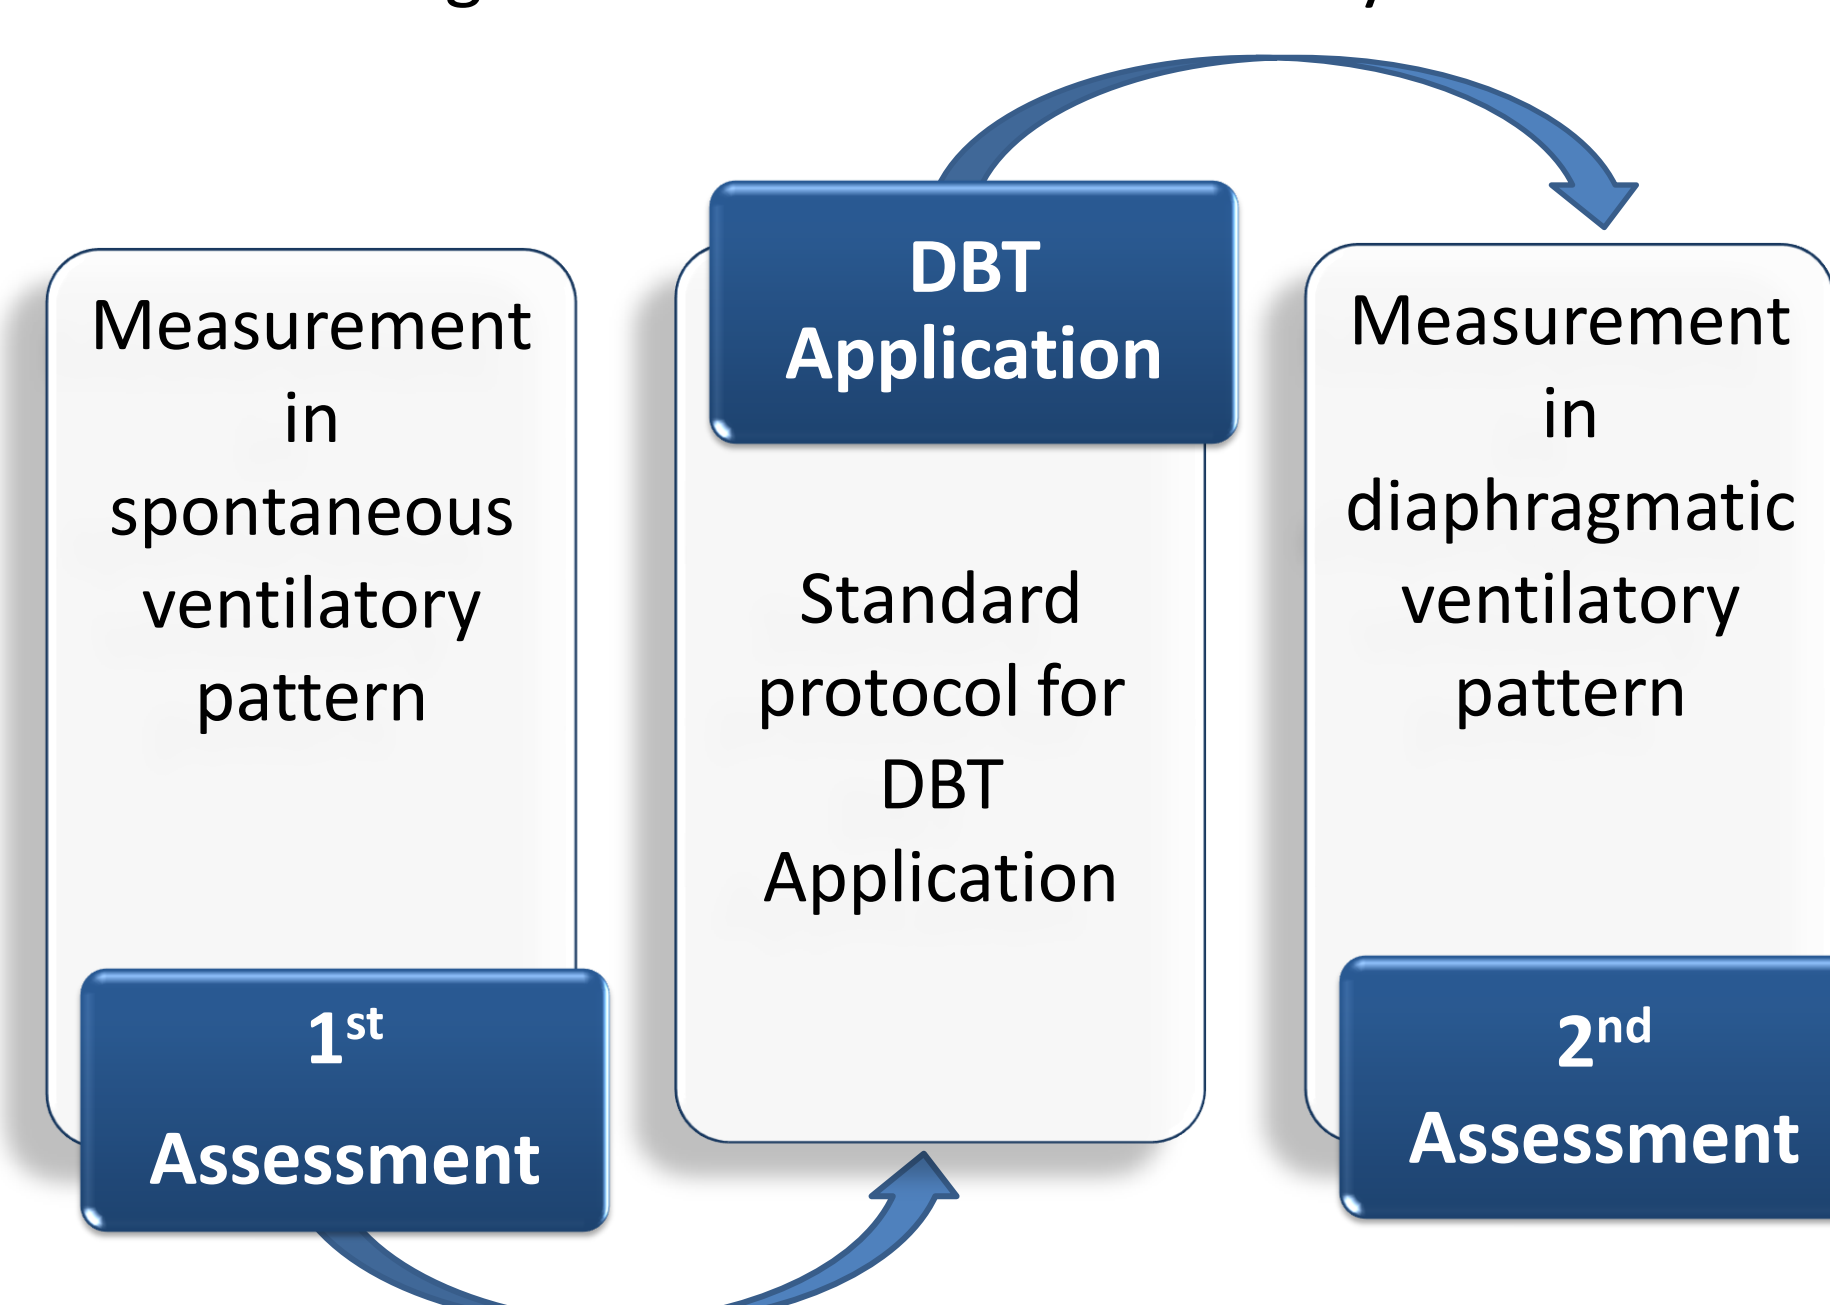 Measurement
in
spontaneous
ventilatory
pattern
1st
Assessment
DBT
Application
Standard
protocol for
DBT
Application
Measurement
in
diaphragmatic
ventilatory
pattern
2nd
Assessment